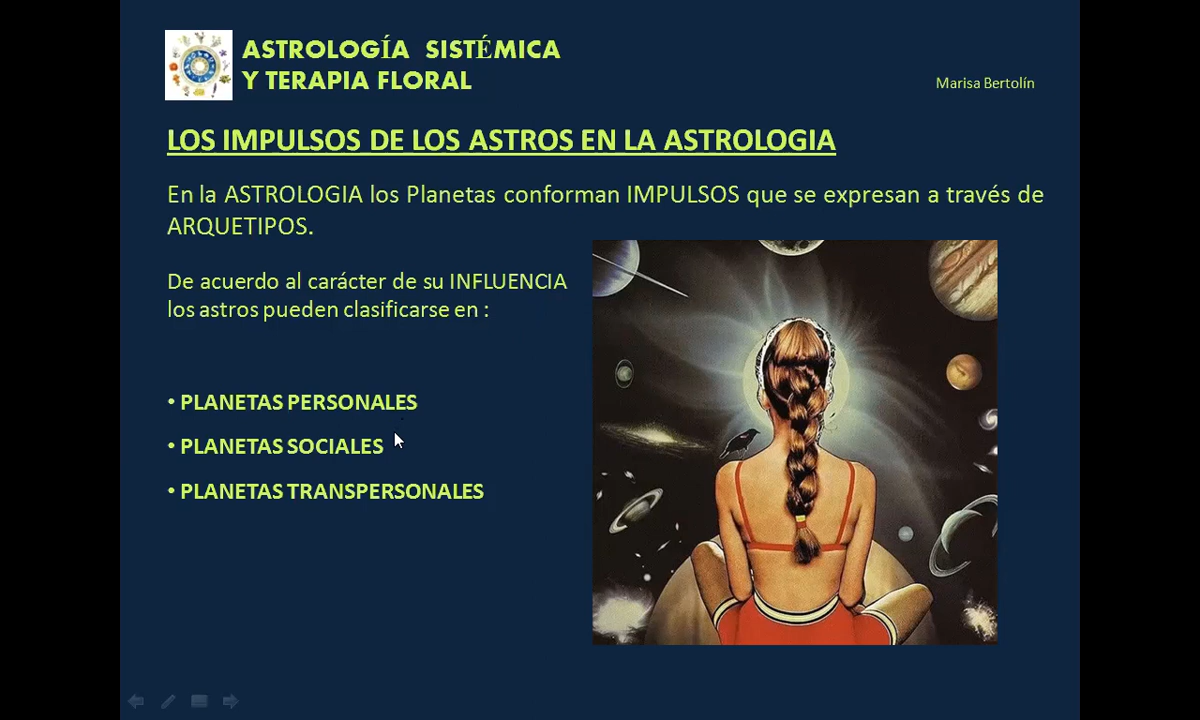 ASTROLOGÍA SISTÉMICA
Y TERAPIA FLORAL
Marisa Bertolín
LOS IMPULSOS DE LOS ASTROS EN LA ASTROLOGIA
En la ASTROLOGIA los Planetas conforman IMPULSOS que se expresan a través de
ARQUETIPOS.
De acuerdo al carácter de su INFLUENCIA
los astros pueden clasificarse en :
• PLANETAS PERSONALES
• PLANETAS SOCIALES
• PLANETAS TRANSPERSONALES